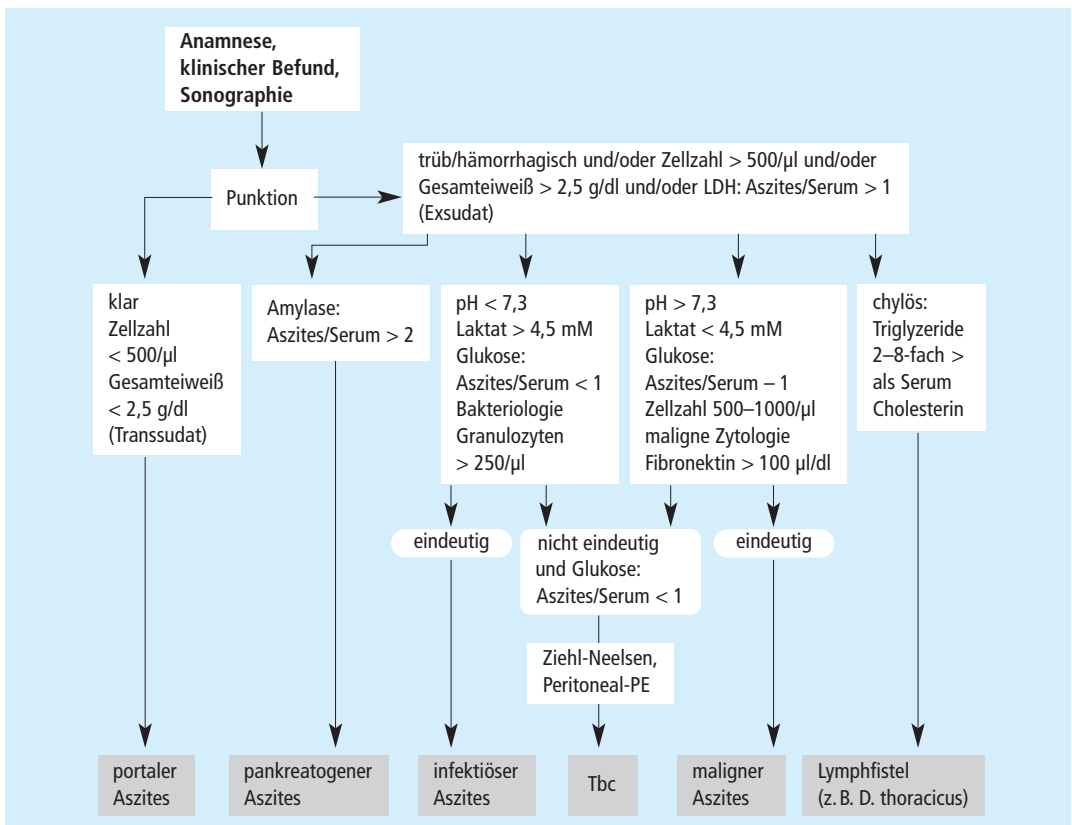 Anamnese,
klinischer Befund,
Sonographie
Punktion
trüb/hämorrhagisch und/oder Zellzahl > 500/µl und/oder
Gesamteiweiß > 2,5 g/dl und/oder LDH: Aszites/Serum > 1
(Exsudat)
klar
Zellzahl
< 500/µl
Gesamteiweiß
< 2,5 g/dl
(Transsudat)
Amylase:
Aszites/Serum > 2
pH < 7,3
Laktat > 4,5 mM
Glukose:
Aszites/Serum < 1
Bakteriologie
Granulozyten
> 250/µl
pH > 7,3
Laktat < 4,5 mM
Glukose:
Aszites/Serum – 1
Zellzahl 500–1000/µl
maligne Zytologie
Fibronektin > 100 µl/dl
chylös:
Triglyzeride
2–8-fach >
als Serum
Cholesterin
eindeutig
nicht eindeutig
und Glukose:
Aszites/Serum < 1
eindeutig
Ziehl-Neelsen,
Peritoneal-PE
portaler
Aszites
pankreatogener
Aszites
infektiöser
Aszites
Tbc
maligner
Aszites
Lymphfistel
(z. B. D. thoracicus)